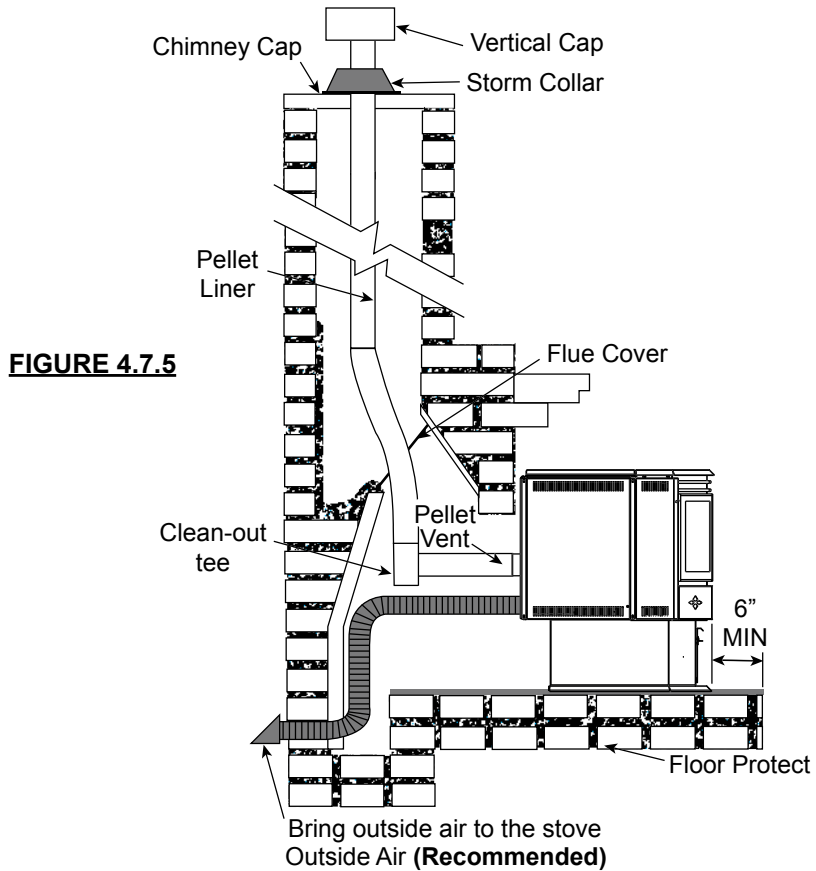 Chimney Cap
Vertical Cap
Storm Collar
Pellet
Liner
FIGURE 4.7.5
Flue Cover
Clean-out
tee
Pellet
Vent
6”
MIN
Floor Protect
Bring outside air to the stove
Outside Air (Recommended)